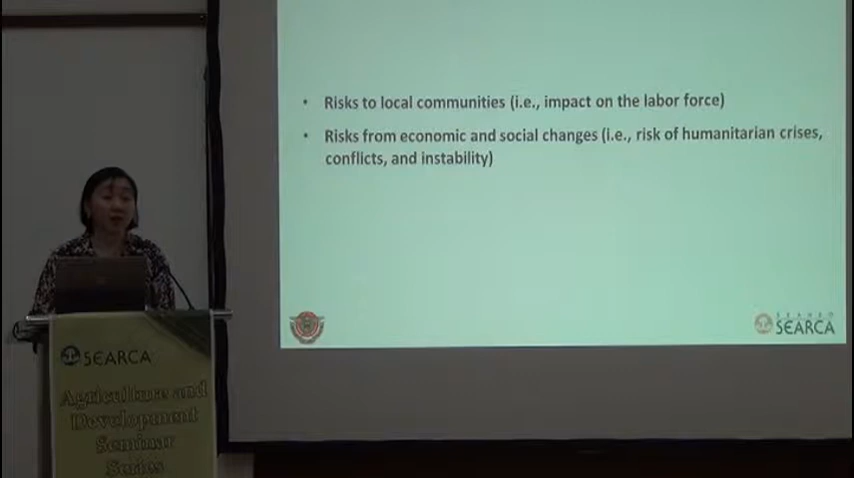 • Risks to local communities (i.e., impact on the labor force)
• Risks from economic and social changes (i.e., risk of humanitarian crises,
conflicts, and instability)
SEARCA
SEARCA
Agriculture and
Development
Seminar
Series